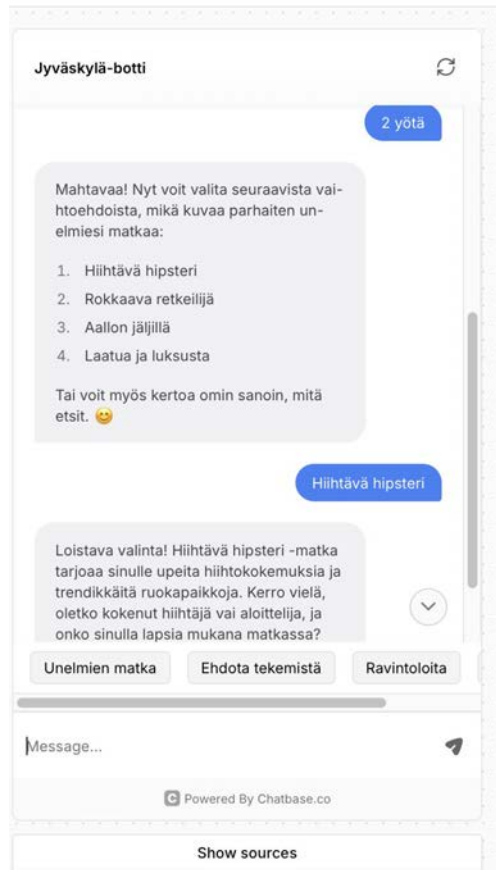 Jyväskylä-botti
2 yötä
Mahtavaa! Nyt voit valita seuraavista vai-
htoehdoista, mikä kuvaa parhaiten un-
elmiesi matkaa:
1. Hiihtävä hipsteri
2. Rokkaava retkeilijä
3. Aallon jäljillä
4. Laatua ja luksusta
Tai voit myös kertoa omin sanoin, mitä
etsit. 😊
Hiihtävä hipsteri
Loistava valinta! Hiihtävä hipsteri -matka
tarjoaa sinulle upeita hiihtokokemuksia ja
trendikkäitä ruokapaikkoja. Kerro vielä,
oletko kokenut hiihtäjä vai aloittelija, ja
onko sinulla lapsia mukana matkassa?
Unelmien matka Ehdota tekemistä Ravintoloita
Message...
C Powered By Chatbase.co
Show sources